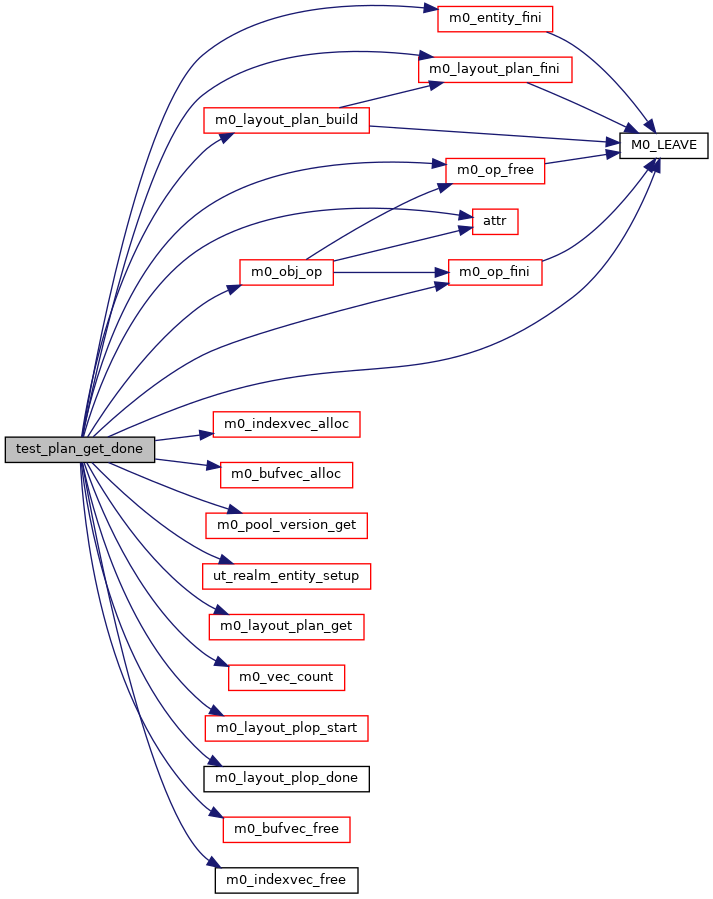 m0_entity_fini
m0_layout_plan_fini
m0_layout_plan_build
M0_LEAVE
m0_op_free
attr
m0_obj_op
m0_op_fini
m0_indexvec_alloc
test_plan_get_done
m0_bufvec_alloc
m0_pool_version_get
ut_realm_entity_setup
m0_layout_plan_get
m0_vec_count
m0_layout_plop_start
m0_layout_plop_done
m0_bufvec_free
m0_indexvec_free